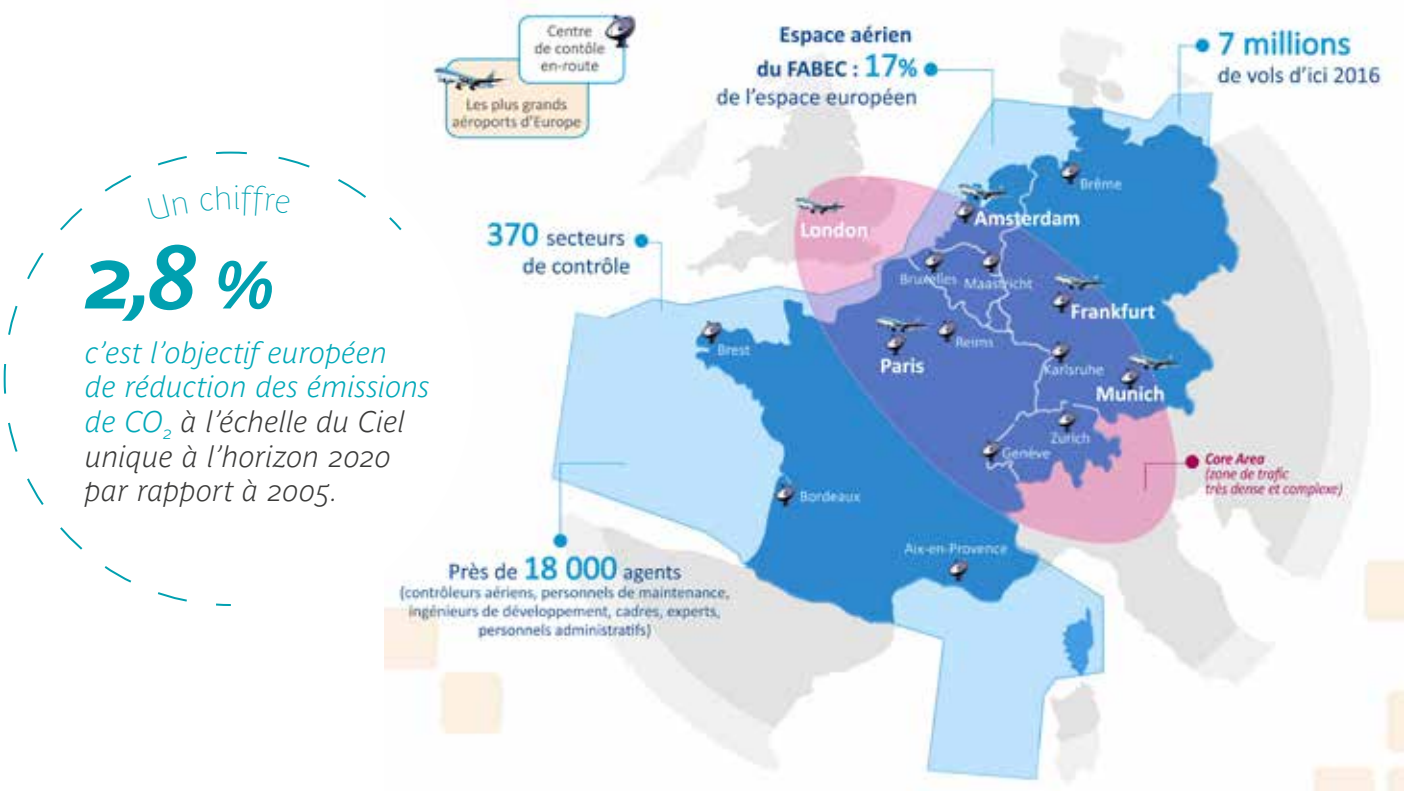 Un chiffre
2,8 %
c'est l'objectif européen
de réduction des émissions
de CO₂ à l'échelle du Ciel
unique à l'horizon 2020
par rapport à 2005.
Centre
de contôle
en-route
Les plus grands
aéroports d'Europe
Espace aérien
du FABEC : 17%
de l'espace européen
7 millions
de vols d'ici 2016
370 secteurs
de contrôle
Près de 18 000 agents
(contrôleurs aériens, personnels de maintenance,
ingénieurs de développement, cadres, experts,
personnels administratifs)
Brême
Amsterdam
London
Bruxelles
Maastricht
Frankfurt
Brest
Reims
Paris
Karlsruhe
Munich
Zurich
Genève
Core Area
(zone de trafic
très dense et complexe)
Bordeaux
Aix-en-Provence